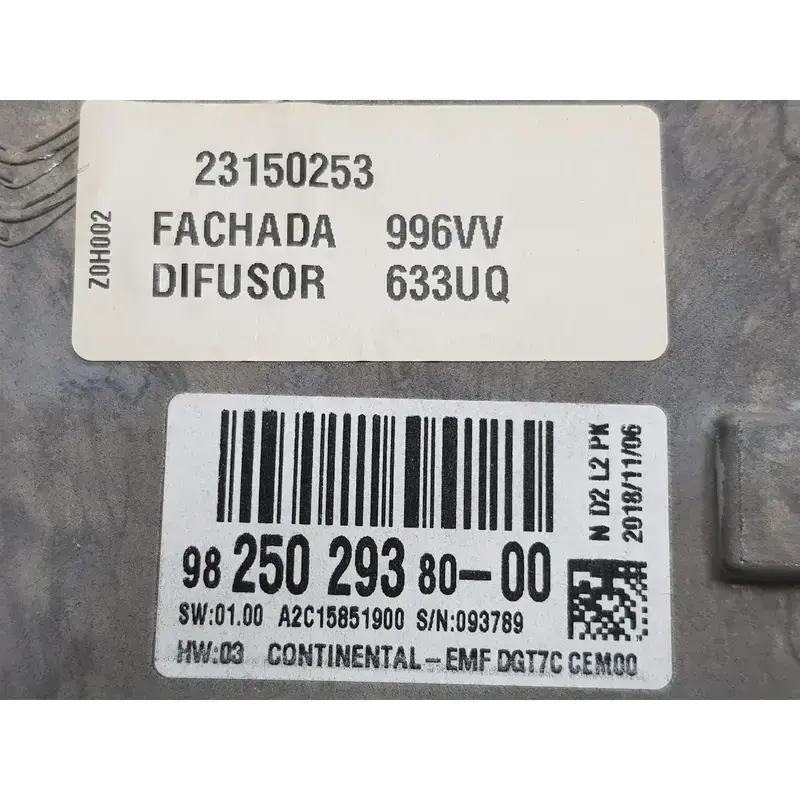 23150253
Z0H002
FACHADA 996VV
DIFUSOR 633UQ
N D2 L2 PK
2018/11/06
98 250 293 80-00
SW:01.00 A2C15851900 S/N:093789
HW:03 CONTINENTAL-EMF DGT7C CEM00